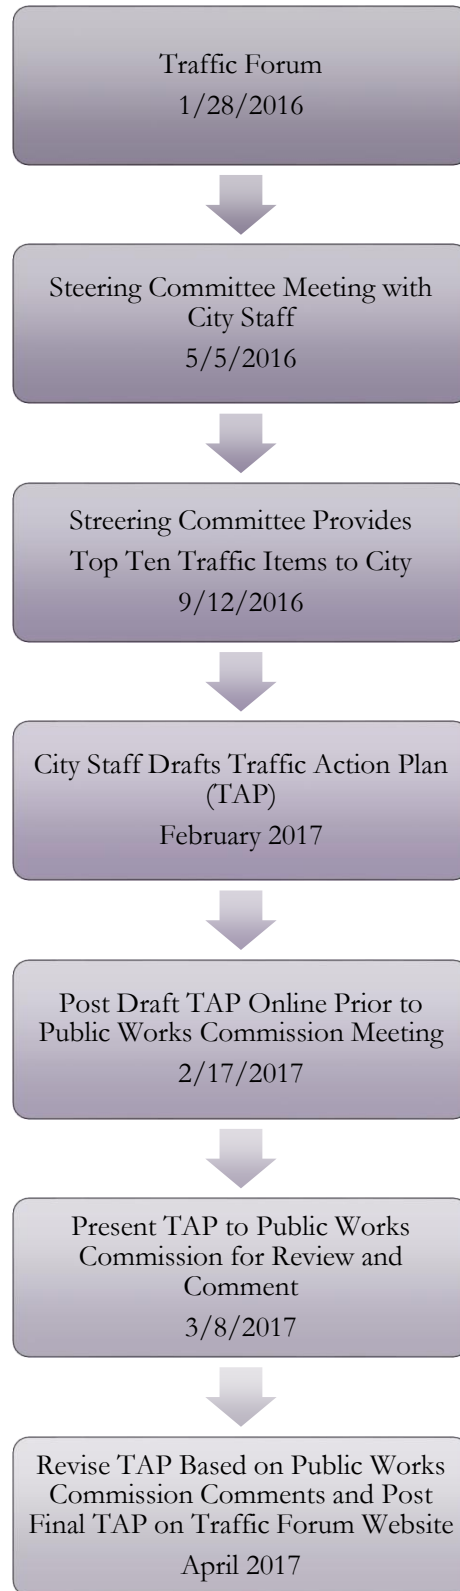 Traffic Forum
1/28/2016
Steering Committee Meeting with
City Staff
5/5/2016
Streering Committee Provides
Top Ten Traffic Items to City
9/12/2016
City Staff Drafts Traffic Action Plan
(TAP)
February 2017
Post Draft TAP Online Prior to
Public Works Commission Meeting
2/17/2017
Present TAP to Public Works
Commission for Review and
Comment
3/8/2017
Revise TAP Based on Public Works
Commission Comments and Post
Final TAP on Traffic Forum Website
April 2017